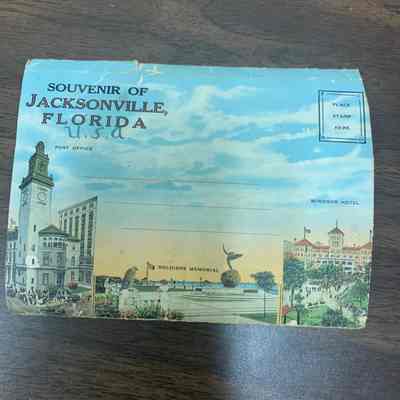 SOUVENIR OF
JACKSONVILLE,
FLORIDA
U.S.A
PLACE
STAMP
HERE
POST OFFICE
WINDSOR HOTEL
SOLDIERS MEMORIAL